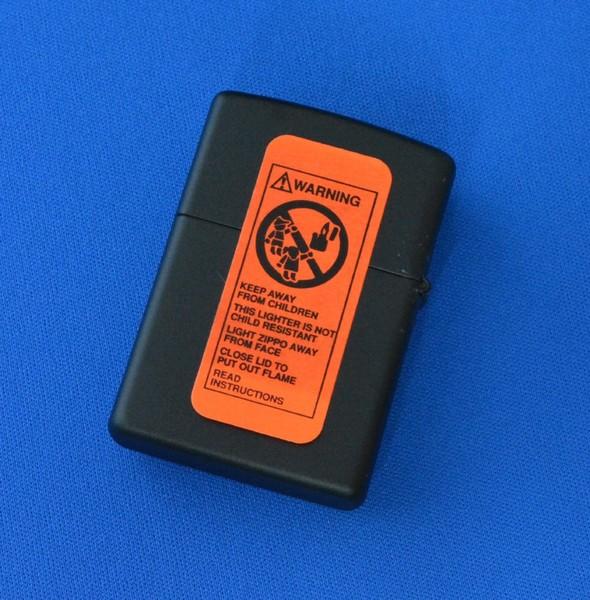 WARNING
KEEP AWAY
FROM CHILDREN
THIS LIGHTER IS NOT
CHILD RESISTANT
LIGHT ZIPPO AWAY
FROM FACE
CLOSE LID TO
PUT OUT FLAME
READ
INSTRUCTIONS